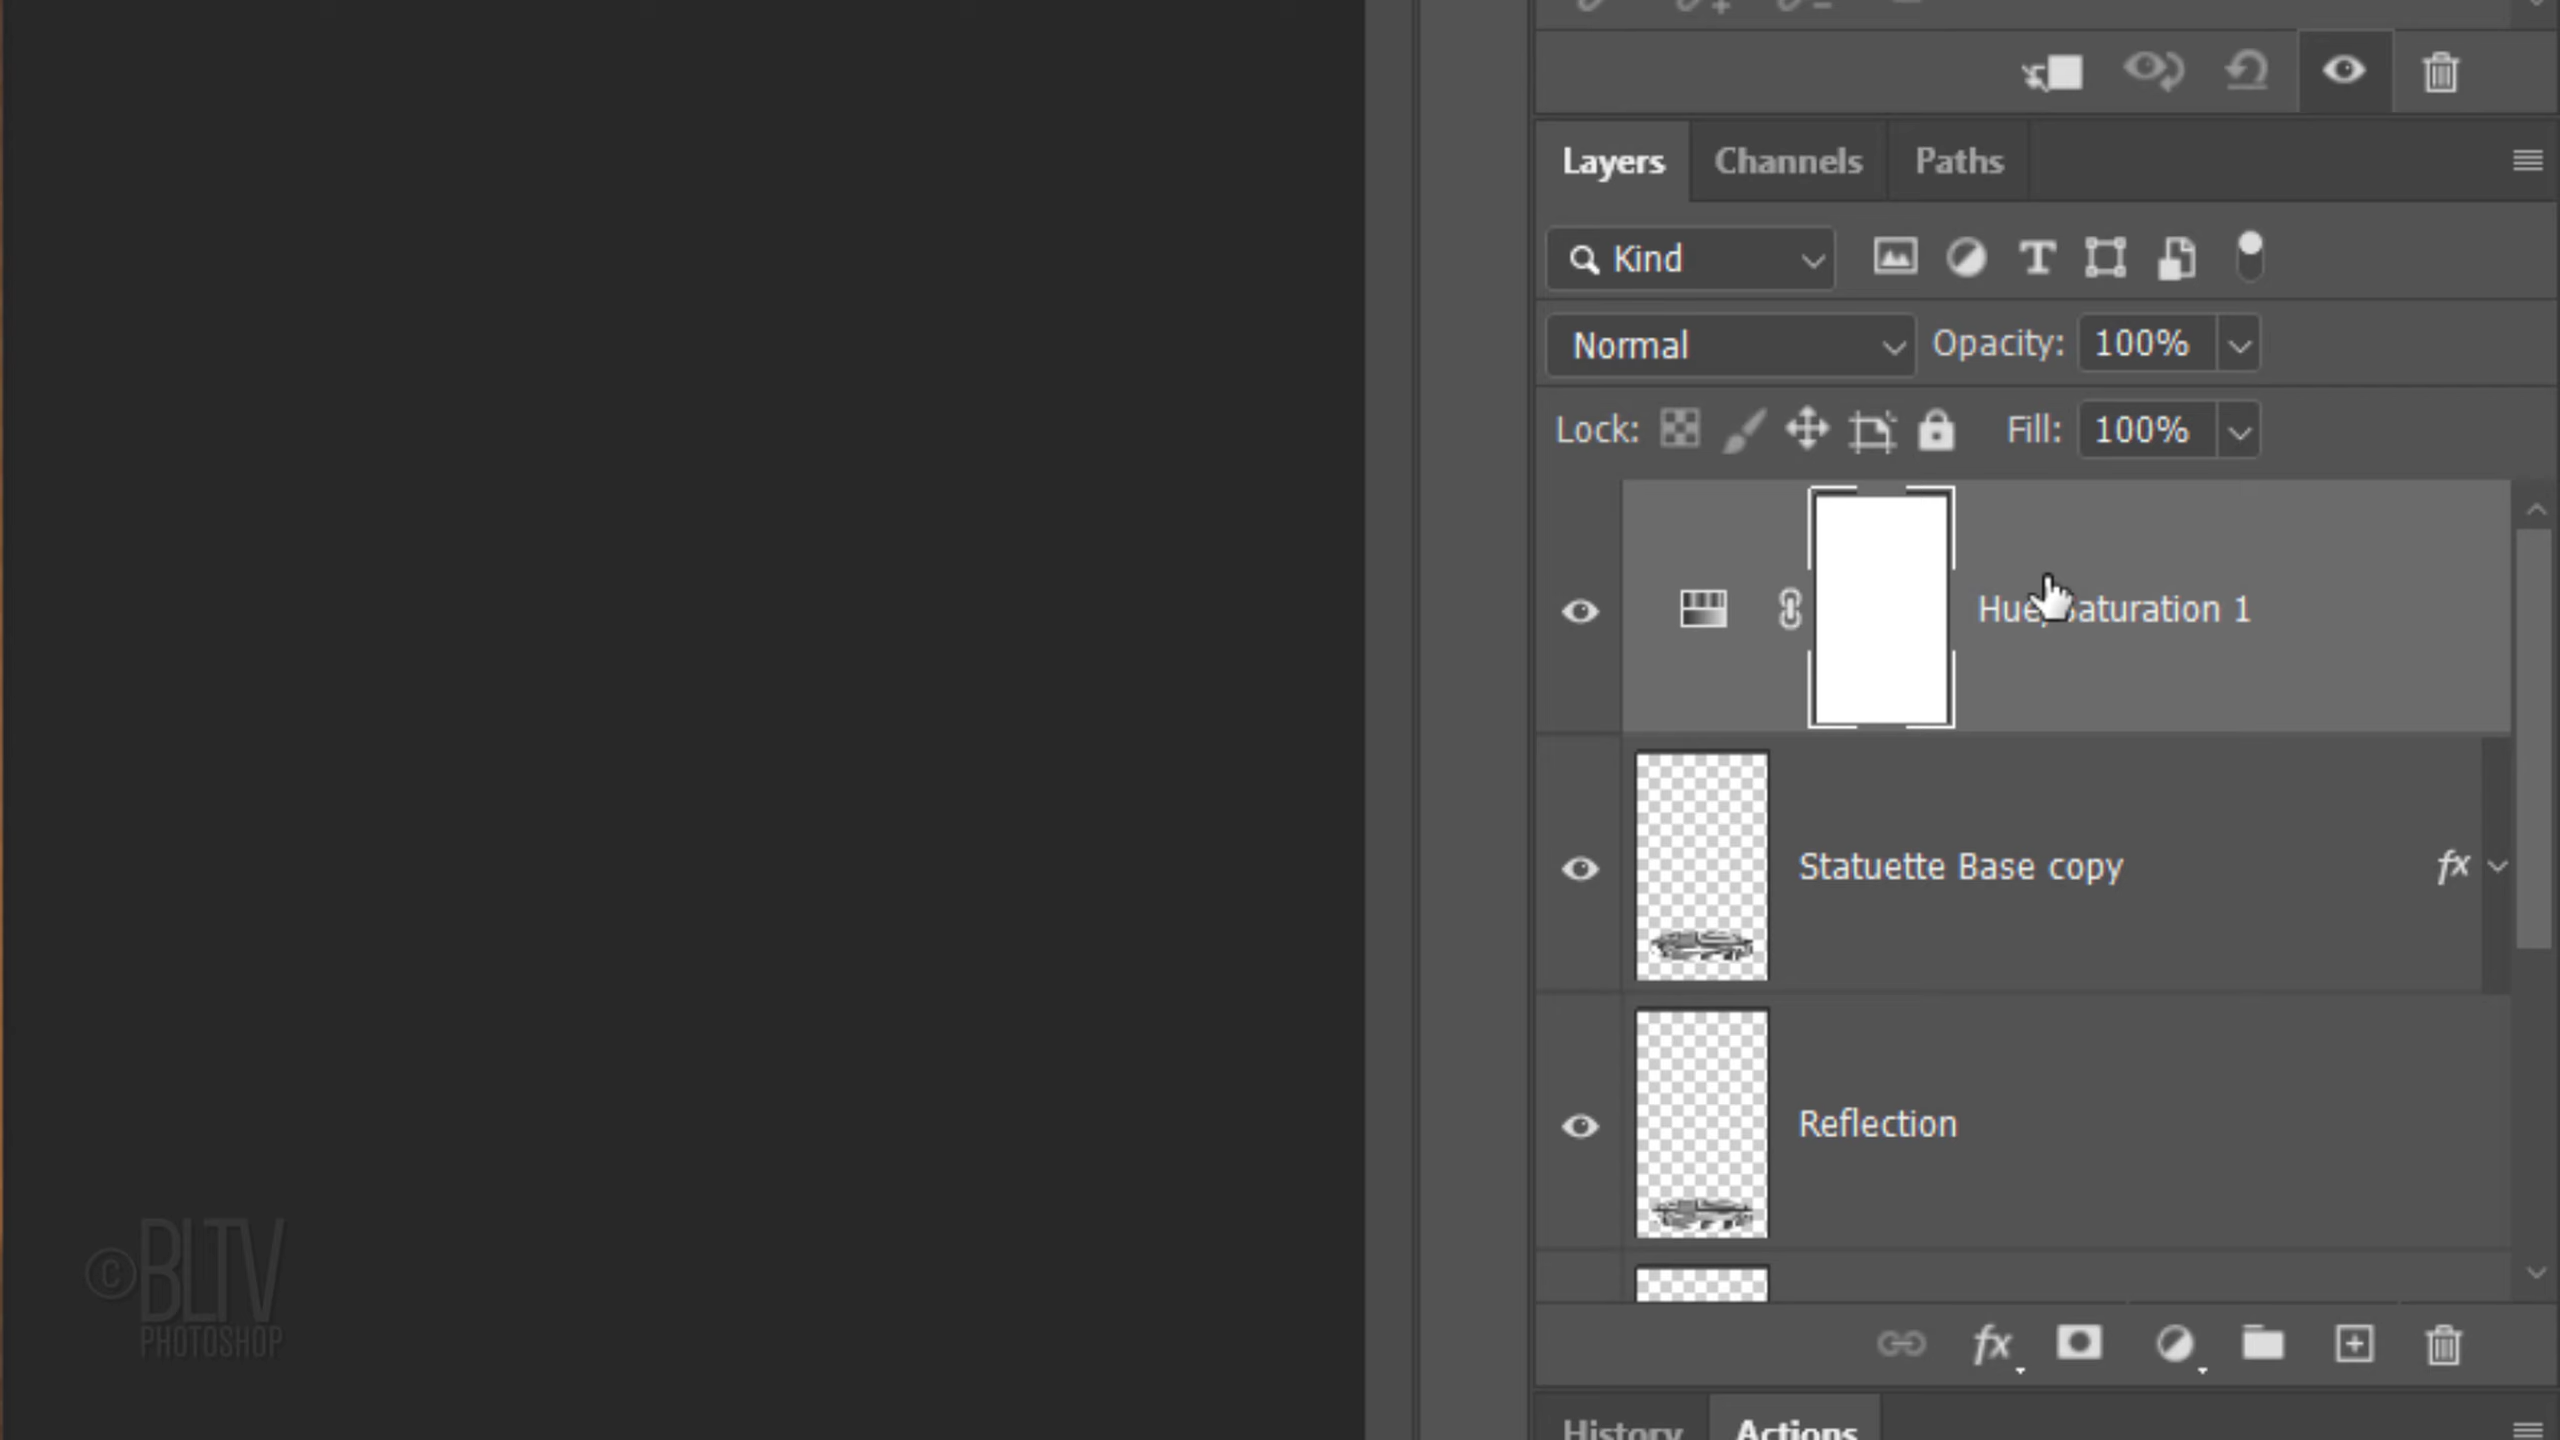 Layers Channels Paths
Kind
Normal Opacity: 100%
Lock: Fill: 100%
Hue/Saturation 1
Statuette Base copy fx
Reflection
©BLTV
PHOTOSHOP
fx
History Actions